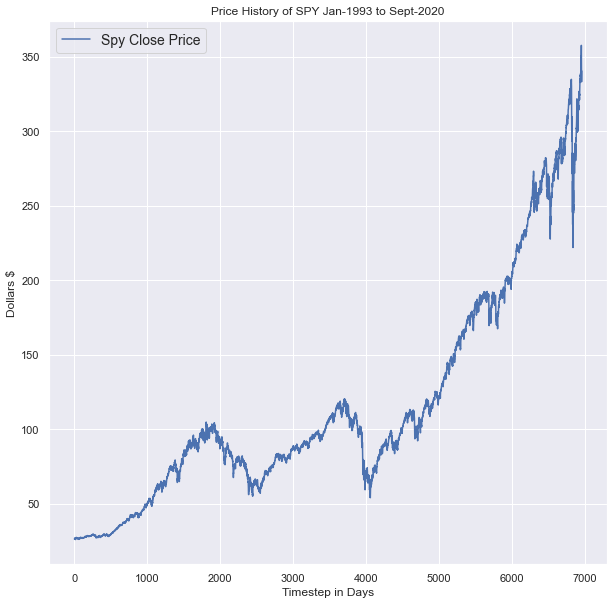 Price History of SPY Jan-1993 to Sept-2020
Spy Close Price
350
300
250
200
150
100
50
Dollars $
0 1000 2000 3000 4000 5000 6000 7000
Timestep in Days